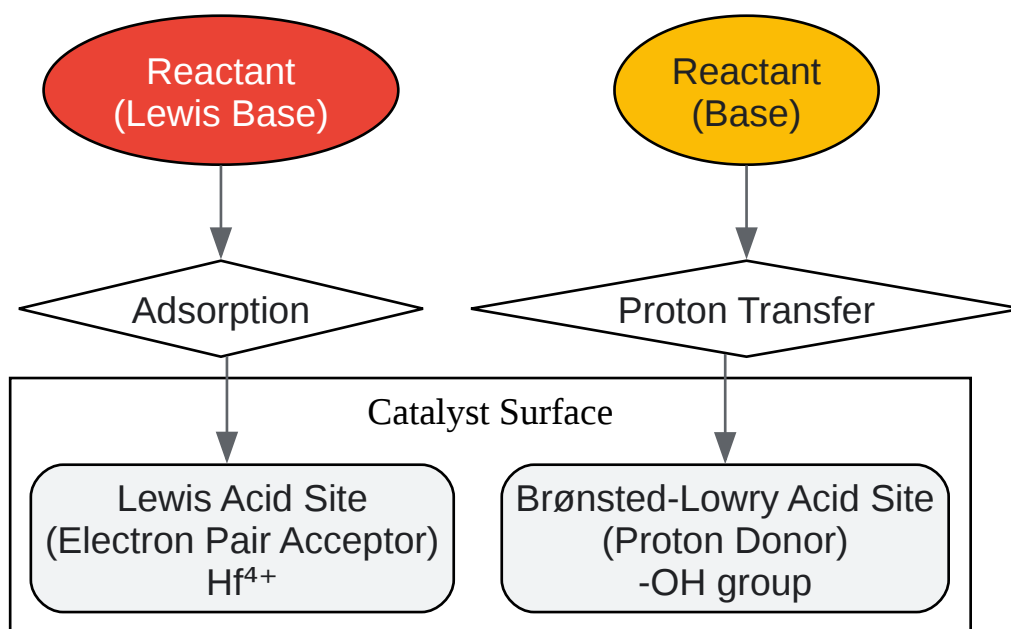 Reactant
(Lewis Base)
Reactant
(Base)
Adsorption
Proton Transfer
Catalyst Surface
Lewis Acid Site
(Electron Pair Acceptor)
Hf⁴⁺
Brønsted-Lowry Acid Site
(Proton Donor)
-OH group